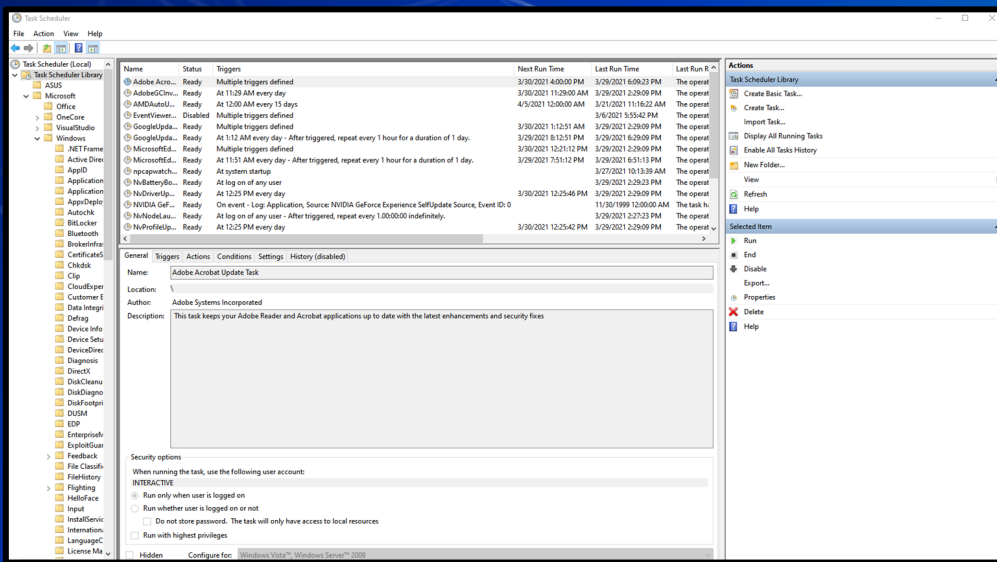 Task Scheduler
File Action View Help
Task Scheduler (Local)
Task Scheduler Library
ASUS
Microsoft
Office
OneCore
VisualStudio
Windows
.NET Frame
Active Direc
AppID
Application
Application
AppxDeploy
Autochk
BitLocker
Bluetooth
BrokerInfras
CertificateS
Chkdsk
Clip
CloudExper
Customer E
Data Integri
Defrag
Device Info
Device Setu
DeviceDirec
Diagnosis
DirectX
DiskCleanu
DiskDiagno
DiskFootpri
DUSM
EDP
EnterpriseM
ExploitGuar
Feedback
File Classifi
FileHistory
Flighting
HelloFace
Input
InstallServic
Internation
LanguageC
License Ma
Name Status Triggers Next Run Time Last Run Time Last Run R
Adobe Acro... Ready Multiple triggers defined 3/30/2021 4:00:00 PM 3/29/2021 6:09:23 PM The operat
AdobeGCInv... Ready At 11:29 AM every day 3/30/2021 11:29:00 AM 3/29/2021 2:29:09 PM The operat
AMDAutoU... Ready At 12:00 AM every 15 days 4/5/2021 12:00:00 AM 3/21/2021 11:16:22 AM The operat
EventViewer... Disabled Multiple triggers defined 3/6/2021 5:55:42 PM The operat
GoogleUpda... Ready Multiple triggers defined 3/30/2021 1:12:51 AM 3/29/2021 2:29:09 PM The operat
GoogleUpda... Ready At 1:12 AM every day - After triggered, repeat every 1 hour for a duration of 1 day. 3/29/2021 8:12:51 PM 3/29/2021 6:29:09 PM The operat
MicrosoftEd... Ready Multiple triggers defined 3/30/2021 12:21:12 PM 3/29/2021 2:29:09 PM The operat
MicrosoftEd... Ready At 11:51 AM every day - After triggered, repeat every 1 hour for a duration of 1 day. 3/29/2021 7:51:12 PM 3/29/2021 6:51:13 PM The operat
npcapwatch... Ready At system startup 3/27/2021 10:13:39 AM The operat
NvBatteryBo... Ready At log on of any user 3/29/2021 2:29:23 PM The operat
NvDriverUp... Ready At 12:25 PM every day 3/30/2021 12:25:46 PM 3/29/2021 2:29:09 PM The operat
NVIDIA GeF... Ready On event - Log: Application, Source: NVIDIA GeForce Experience SelfUpdate Source, Event ID: 0 11/30/1999 12:00:00 AM The task ha
NvNodeLau... Ready At log on of any user - After triggered, repeat every 1.00:00:00 indefinitely. 3/29/2021 2:27:23 PM The operat
NvProfileUp... Ready At 12:25 PM every day 3/30/2021 12:25:42 PM 3/29/2021 2:29:09 PM The operat
General Triggers Actions Conditions Settings History (disabled)
Name: Adobe Acrobat Update Task
Location: \
Author: Adobe Systems Incorporated
Description: This task keeps your Adobe Reader and Acrobat applications up to date with the latest enhancements and security fixes
Security options
When running the task, use the following user account:
INTERACTIVE
Run only when user is logged on
Run whether user is logged on or not
Do not store password. The task will only have access to local resources
Run with highest privileges
Hidden Configure for: Windows Vista™, Windows Server™ 2008
Actions
Task Scheduler Library
Create Basic Task...
Create Task...
Import Task...
Display All Running Tasks
Enable All Tasks History
New Folder...
View
Refresh
Help
Selected Item
Run
End
Disable
Export...
Properties
Delete
Help